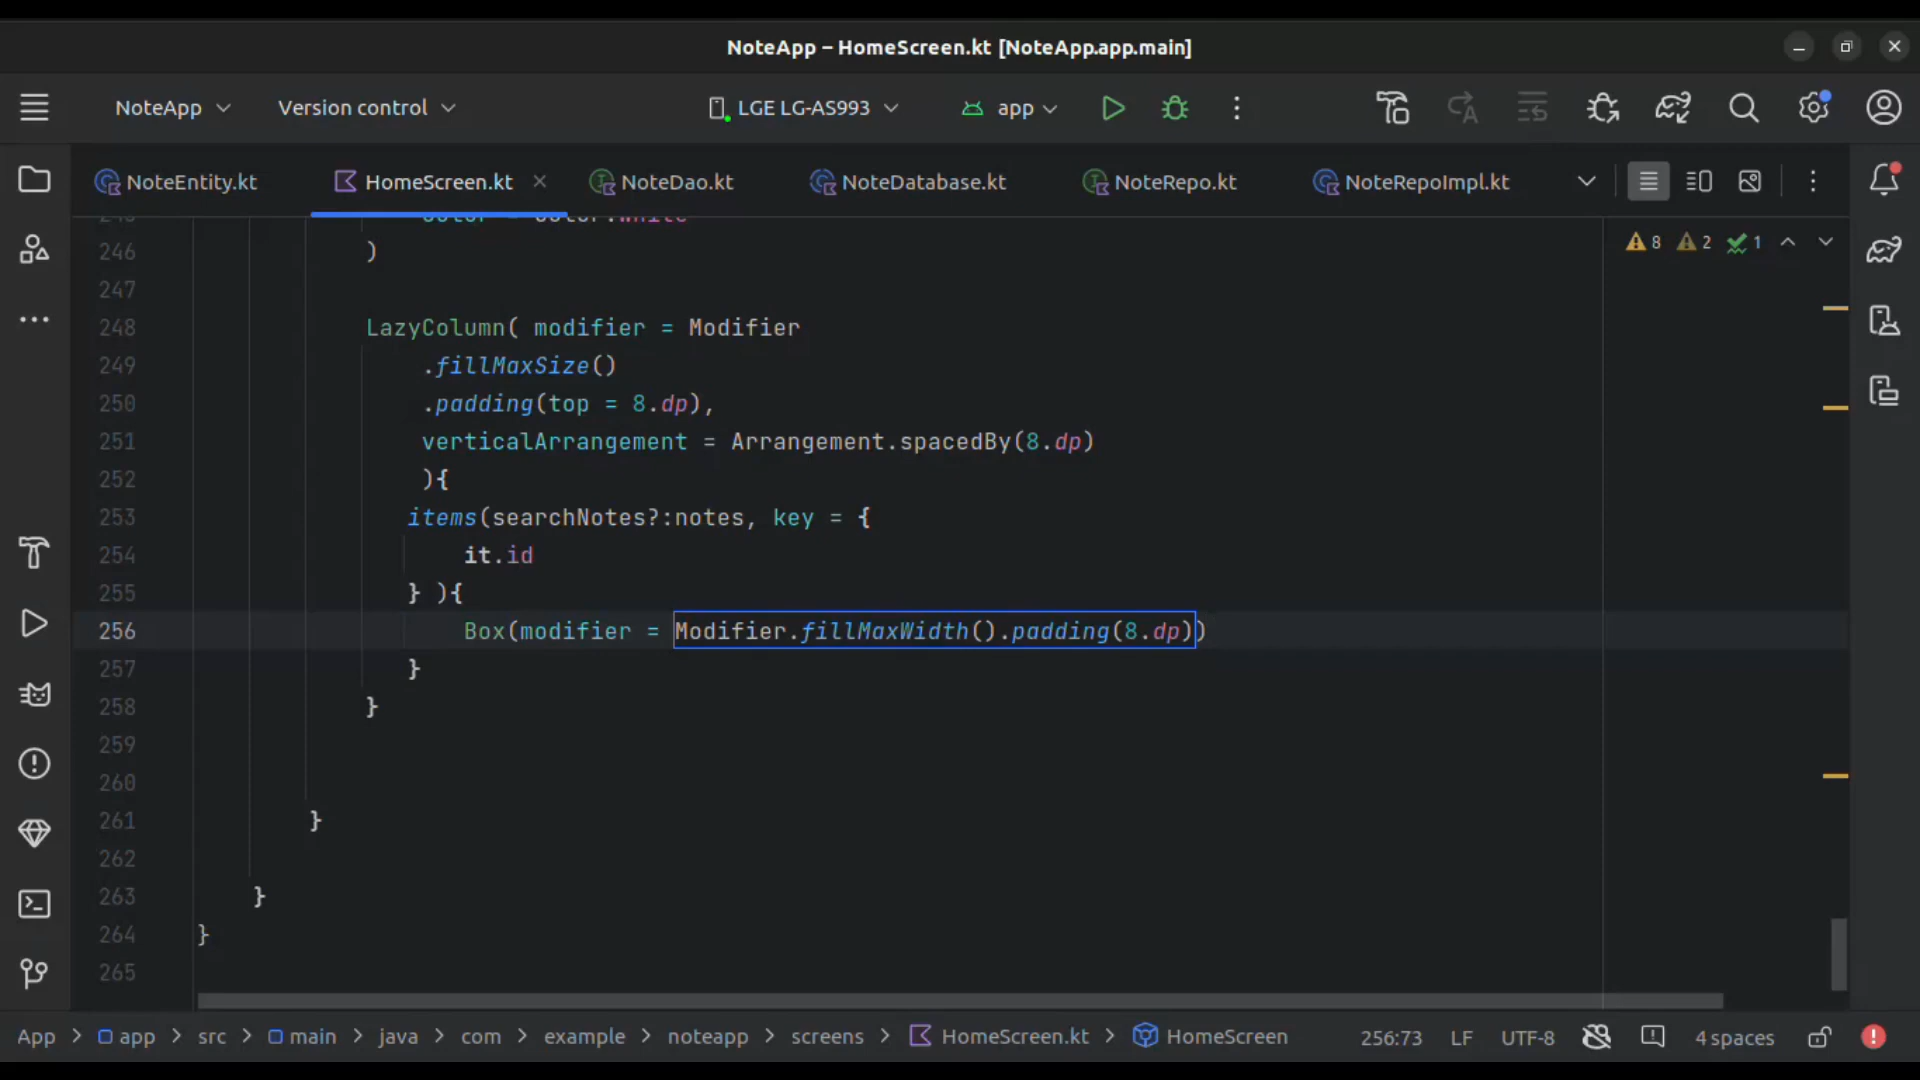 NoteApp – HomeScreen.kt [NoteApp.app.main]
NoteApp Version control LGE LG-AS993 app
NoteEntity.kt HomeScreen.kt NoteDao.kt NoteDatabase.kt NoteRepo.kt NoteRepoImpl.kt
8 2 1
246 )
247
248 LazyColumn( modifier = Modifier
249 .fillMaxSize()
250 .padding(top = 8.dp),
251 verticalArrangement = Arrangement.spacedBy(8.dp)
252 ){
253 items(searchNotes?:notes, key = {
254 it.id
255 } ){
256 Box(modifier = Modifier.fillMaxWidth().padding(8.dp))
257 }
258 }
259
260
261 }
262
263 }
264 }
265
App > app > src > main > java > com > example > noteapp > screens > HomeScreen.kt > HomeScreen 256:73 LF UTF-8 4 spaces